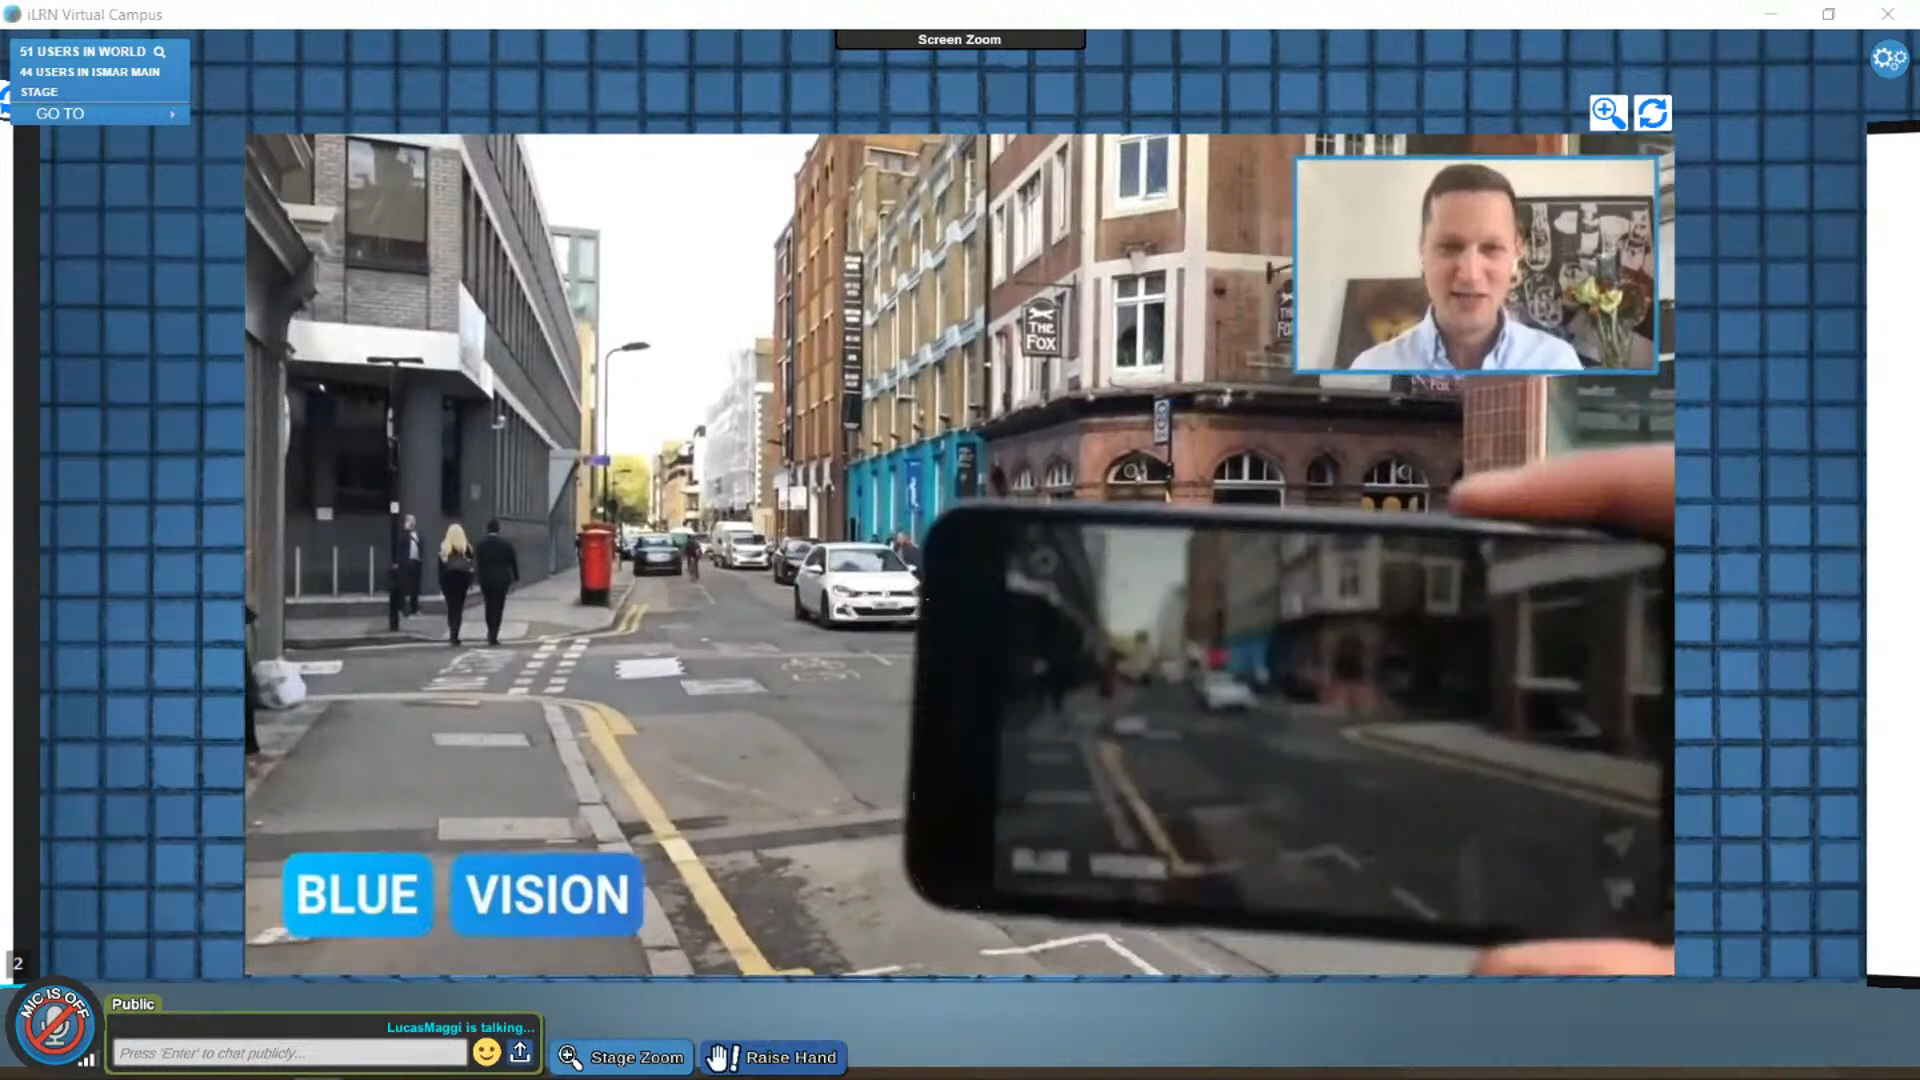 iLRN Virtual Campus
51 USERS IN WORLD
44 USERS IN ISMAR MAIN
STAGE
GO TO
Screen Zoom
THE
FOX
Fox
BLUE VISION
2
MIC IS OFF
Public
LucasMaggi is talking...
Press 'Enter' to chat publicly...
Stage Zoom
Raise Hand